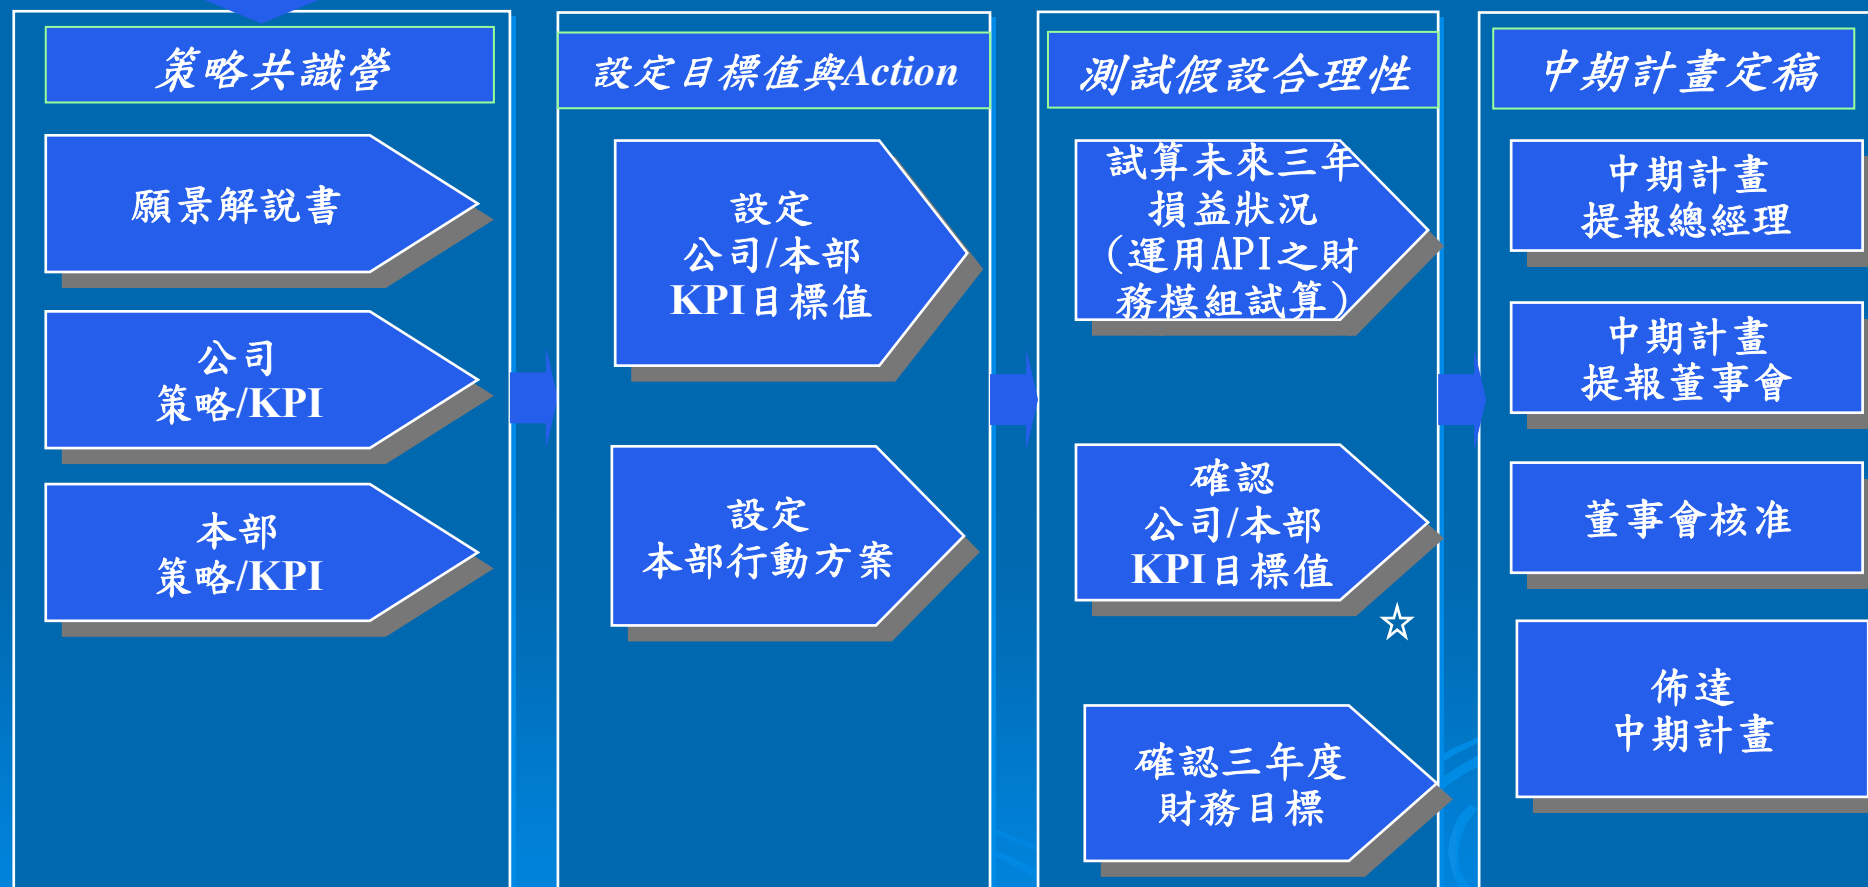 策略共識營
願景解說書
公司
策略/KPI
本部
策略/KPI
設定目標值與Action
設定
公司/本部
KPI目標值
設定
本部行動方案
測試假設合理性
試算未來三年
損益狀況
(運用API之財
務模組試算)
確認
公司/本部
KPI目標值
☆
確認三年度
財務目標
中期計畫定稿
中期計畫
提報總經理
中期計畫
提報董事會
董事會核准
佈達
中期計畫